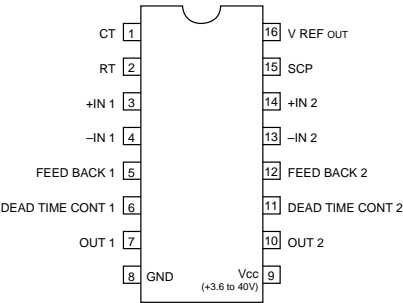 CT 1 16 V REF OUT
RT 2 15 SCP
+IN 1 3 14 +IN 2
–IN 1 4 13 –IN 2
FEED BACK 1 5 12 FEED BACK 2
DEAD TIME CONT 1 6 11 DEAD TIME CONT 2
OUT 1 7 10 OUT 2
8 GND Vcc 9
(+3.6 to 40V)